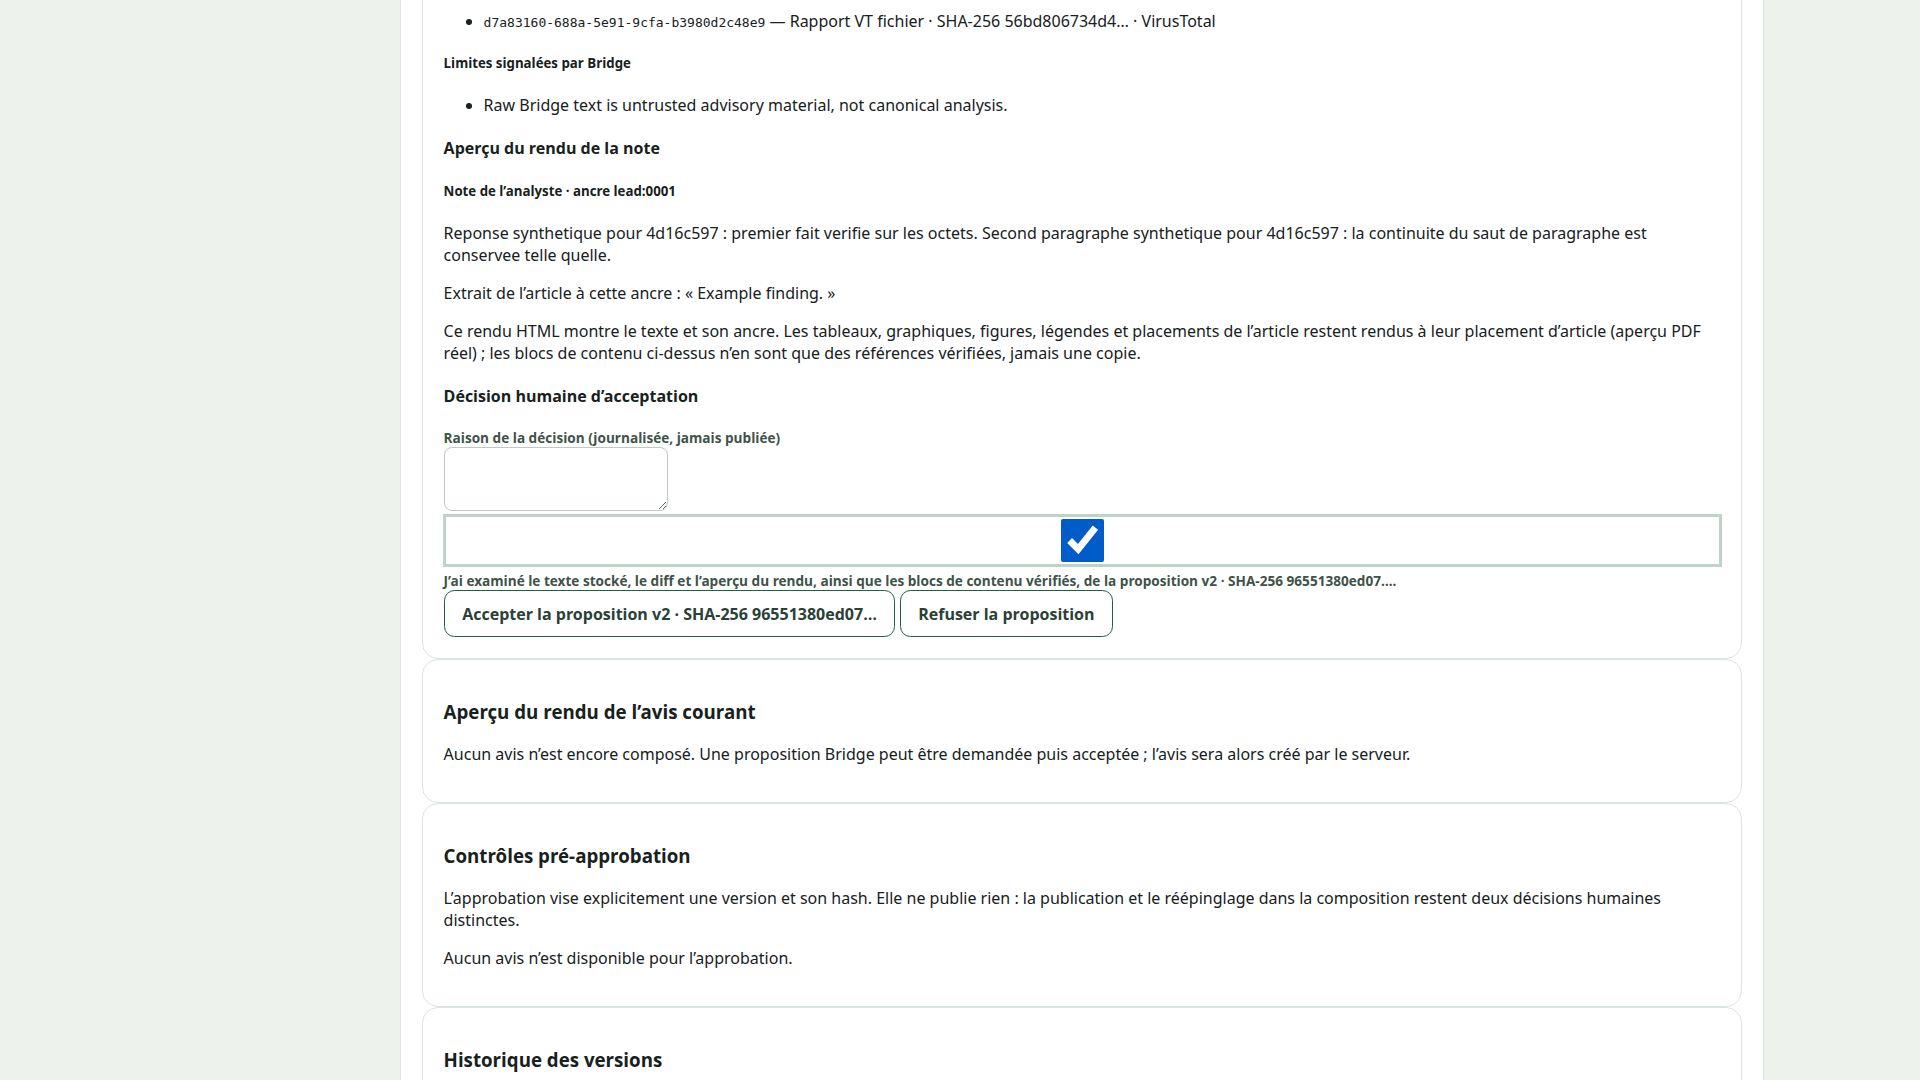 d7a83160-688a-5e91-9cfa-b3980d2c48e9 — Rapport VT fichier · SHA-256 56bd806734d4… · VirusTotal
Limites signalées par Bridge
Raw Bridge text is untrusted advisory material, not canonical analysis.
Aperçu du rendu de la note
Note de l’analyste · ancre lead:0001
Reponse synthetique pour 4d16c597 : premier fait verifie sur les octets. Second paragraphe synthetique pour 4d16c597 : la continuite du saut de paragraphe est
conservee telle quelle.
Extrait de l’article à cette ancre : « Example finding. »
Ce rendu HTML montre le texte et son ancre. Les tableaux, graphiques, figures, légendes et placements de l’article restent rendus à leur placement d’article (aperçu PDF
réel) ; les blocs de contenu ci-dessus n’en sont que des références vérifiées, jamais une copie.
Décision humaine d’acceptation
Raison de la décision (journalisée, jamais publiée)
J’ai examiné le texte stocké, le diff et l’aperçu du rendu, ainsi que les blocs de contenu vérifiés, de la proposition v2 · SHA-256 96551380ed07….
Accepter la proposition v2 · SHA-256 96551380ed07…
Refuser la proposition
Aperçu du rendu de l’avis courant
Aucun avis n’est encore composé. Une proposition Bridge peut être demandée puis acceptée ; l’avis sera alors créé par le serveur.
Contrôles pré-approbation
L’approbation vise explicitement une version et son hash. Elle ne publie rien : la publication et le réépinglage dans la composition restent deux décisions humaines
distinctes.
Aucun avis n’est disponible pour l’approbation.
Historique des versions